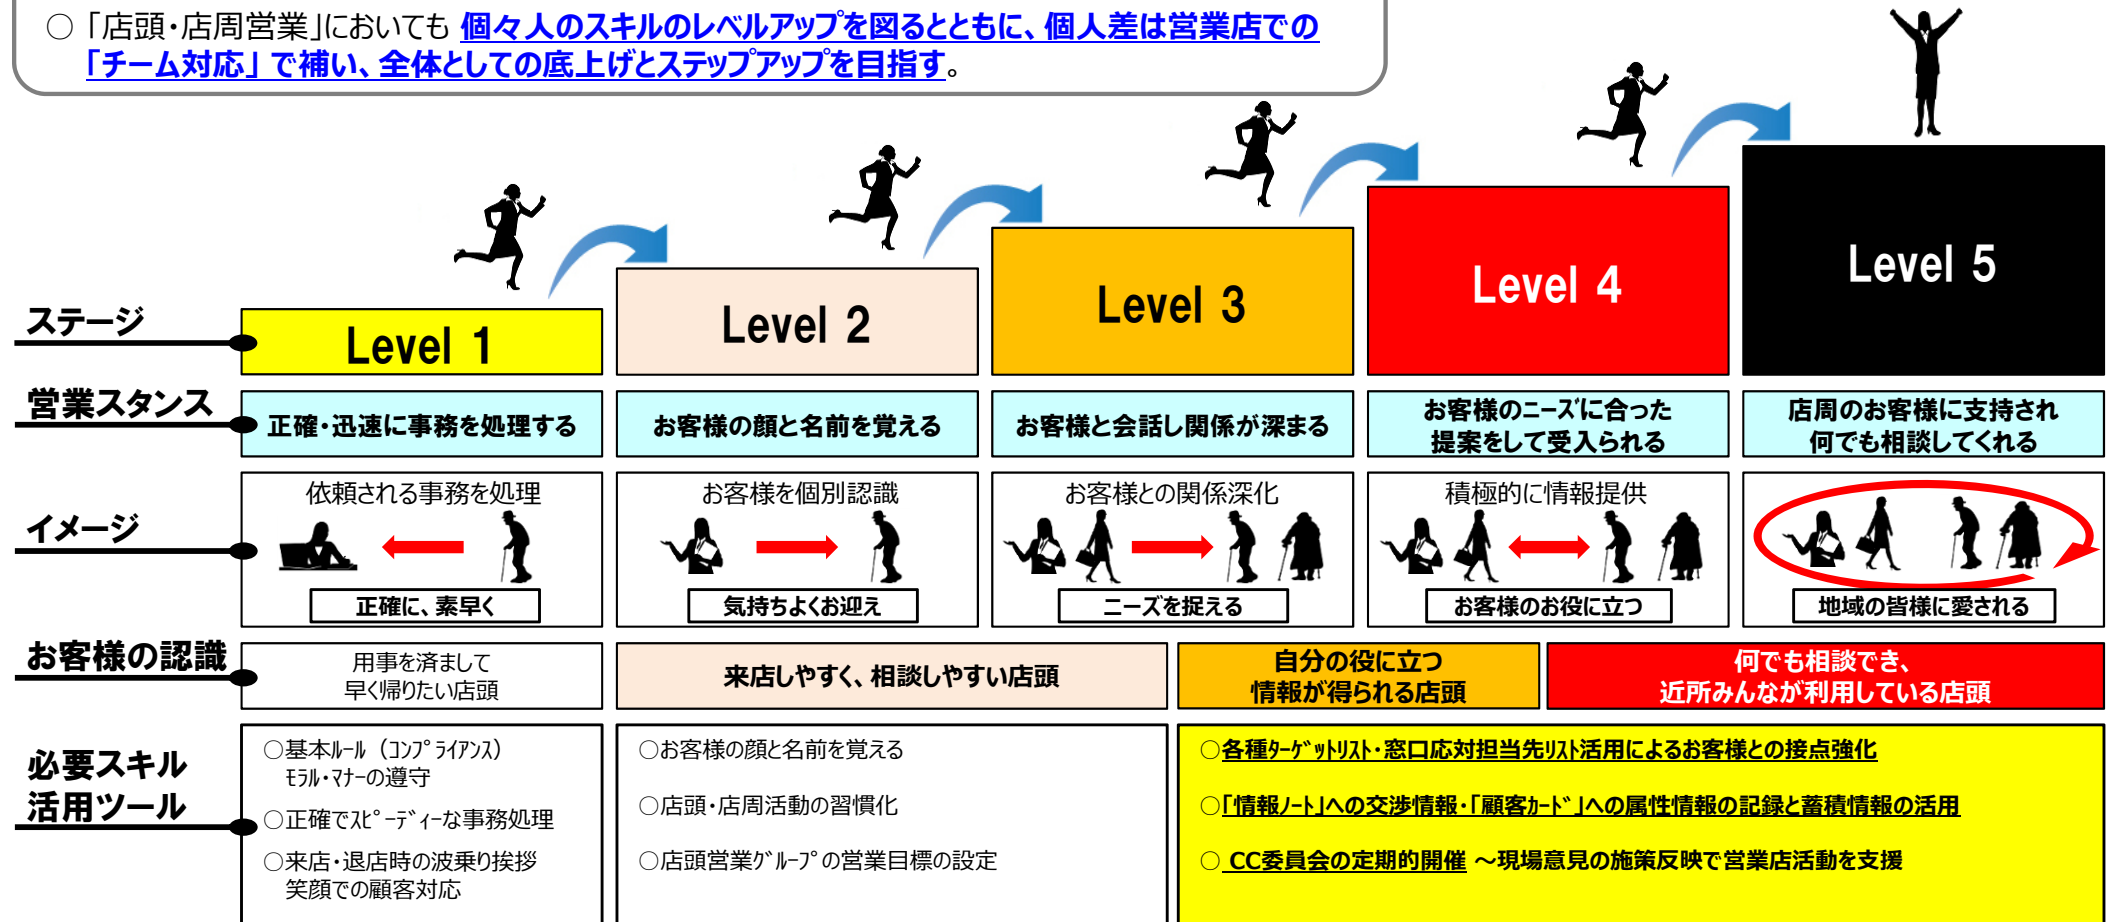 ○「店頭・店周営業」においても 個々人のスキルのレベルアップを図るとともに、個人差は営業店での
「チーム対応」 で補い、全体としての底上げとステップアップを目指す。
ステージ
Level 1
Level 2
Level 3
Level 4
Level 5
営業スタンス
正確・迅速に事務を処理する
お客様の顔と名前を覚える
お客様と会話し関係が深まる
お客様のニーズに合った
提案をして受入られる
店周のお客様に支持され
何でも相談してくれる
イメージ
依頼される事務を処理
正確に、素早く
お客様を個別認識
気持ちよくお迎え
お客様との関係深化
ニーズを捉える
積極的に情報提供
お客様のお役に立つ
地域の皆様に愛される
お客様の認識
用事を済まして
早く帰りたい店頭
来店しやすく、相談しやすい店頭
自分の役に立つ
情報が得られる店頭
何でも相談でき、
近所みんなが利用している店頭
必要スキル
活用ツール
○基本ルール（コンプライアンス）
モラル・マナーの遵守
○正確でスピーディーな事務処理
○来店・退店時の波乗り挨拶
笑顔での顧客対応
○お客様の顔と名前を覚える
○店頭・店周活動の習慣化
○店頭営業グループの営業目標の設定
○各種ターゲットリスト・窓口応対担当先リスト活用によるお客様との接点強化
○「情報ノート」への交渉情報・「顧客カード」への属性情報の記録と蓄積情報の活用
○ CC委員会の定期的開催 ～現場意見の施策反映で営業店活動を支援